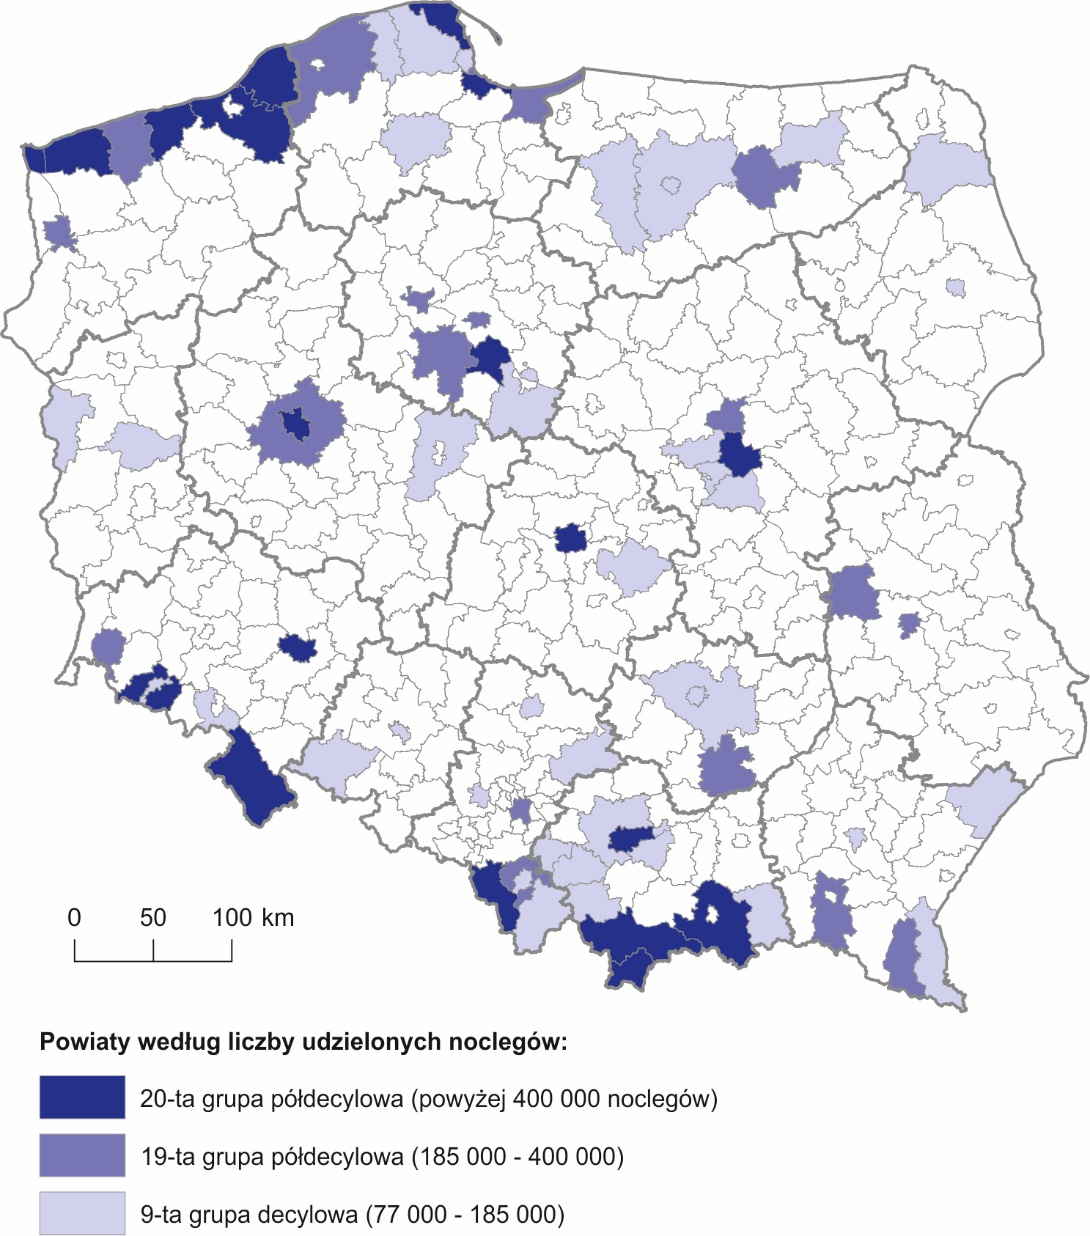 0 50 100 km
Powiaty według liczby udzielonych noclegów:
20-ta grupa półdecylowa (powyżej 400 000 noclegów)
19-ta grupa półdecylowa (185 000 - 400 000)
9-ta grupa decylowa (77 000 - 185 000)